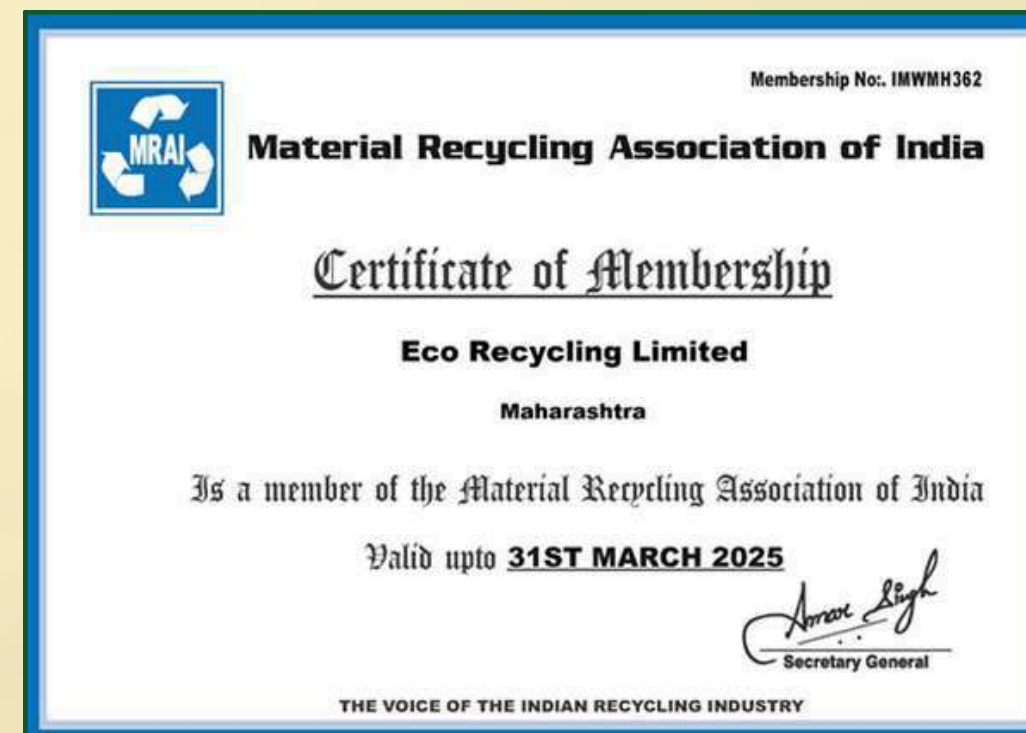 Membership No:. IMWMH362
MRAI
Material Recycling Association of India
Certificate of Membership
Eco Recycling Limited
Maharashtra
Is a member of the Material Recycling Association of India
Valid upto 31ST MARCH 2025
Amar Singh
Secretary General
THE VOICE OF THE INDIAN RECYCLING INDUSTRY